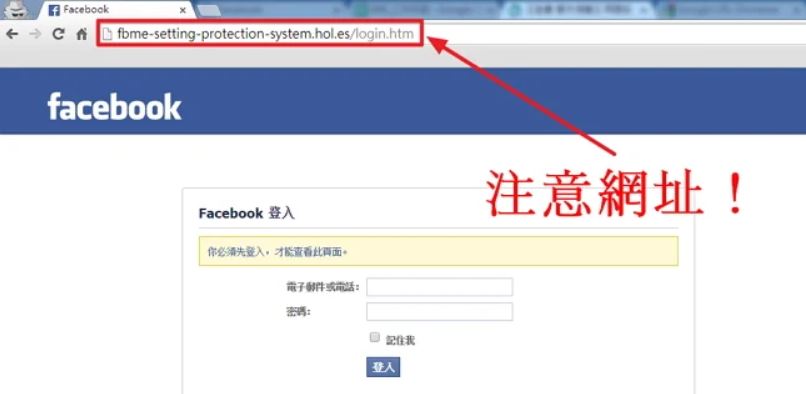 Facebook
fbme-setting-protection-system.hol.es/login.htm
facebook
注意網址！
Facebook 登入
你必須先登入，才能查看此頁面。
電子郵件或電話：
密碼：
記住我
登入